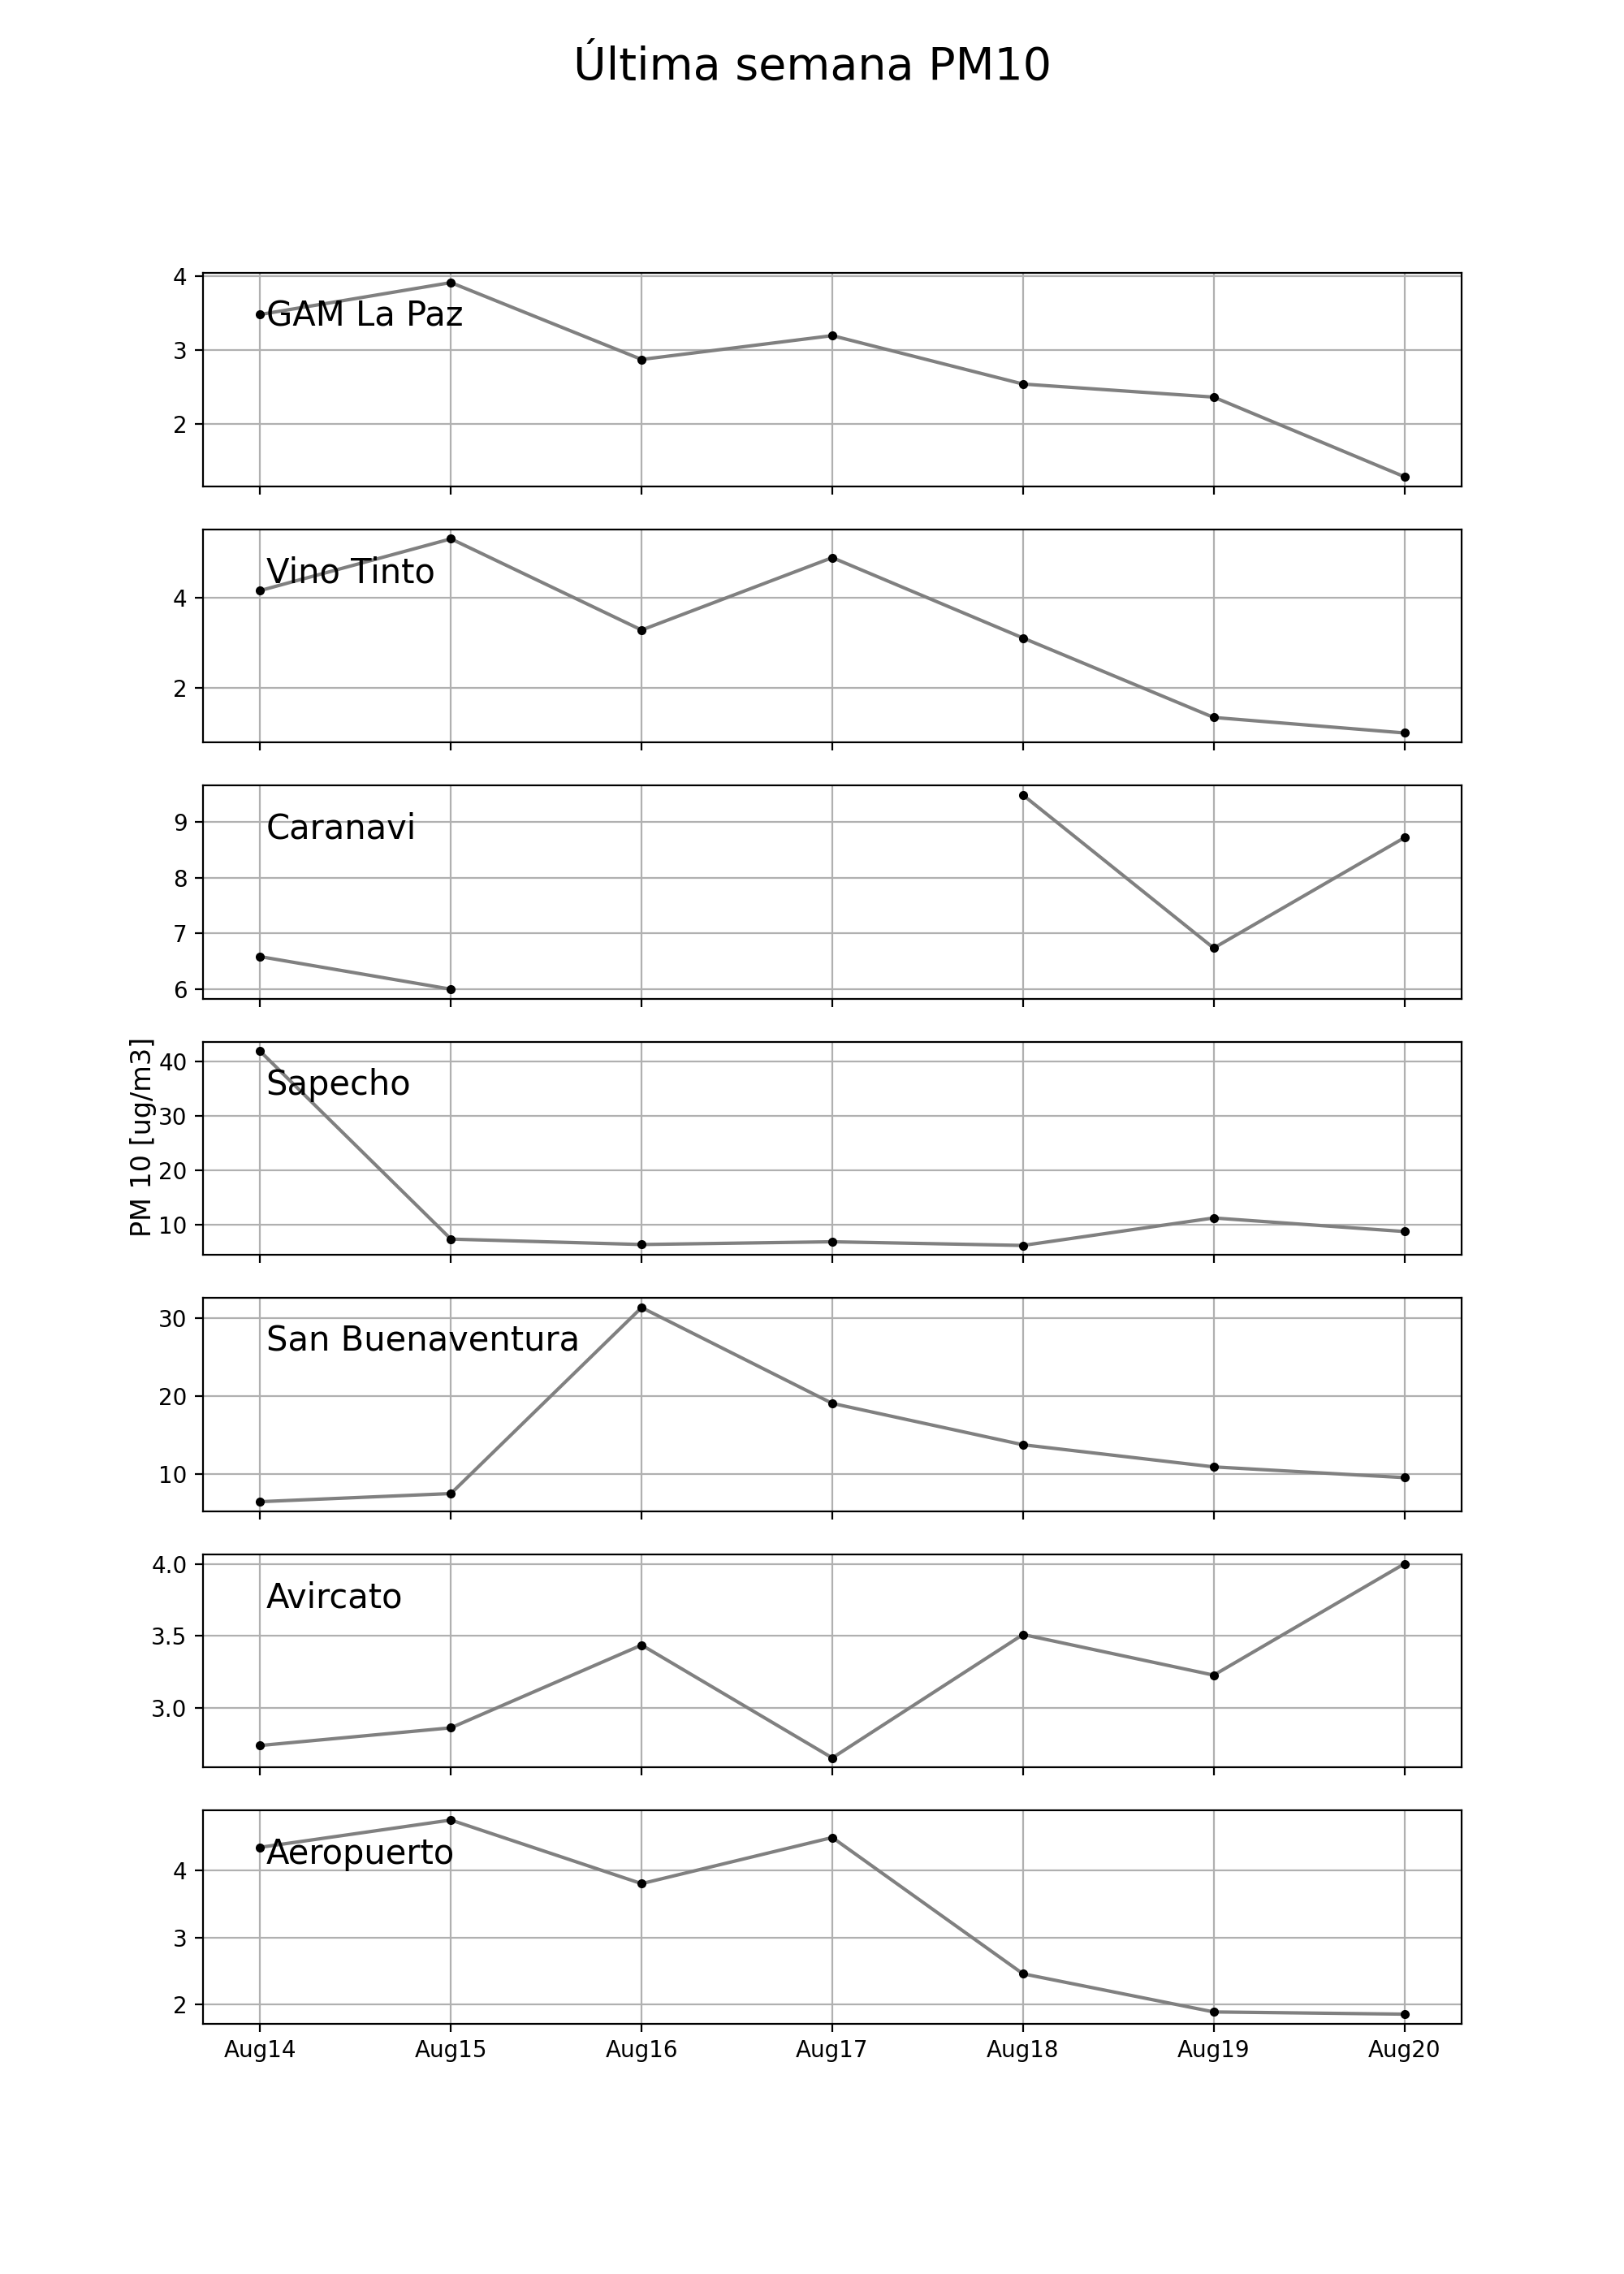 Última semana PM10
4
GAM La Paz
3
2
Vino Tinto
4
2
9
Caranavi
8
7
6
PM 10 [ug/m3]
40
Sapecho
30
20
10
30
San Buenaventura
20
10
4.0
Avircato
3.5
3.0
Aeropuerto
4
3
2
Aug14 Aug15 Aug16 Aug17 Aug18 Aug19 Aug20